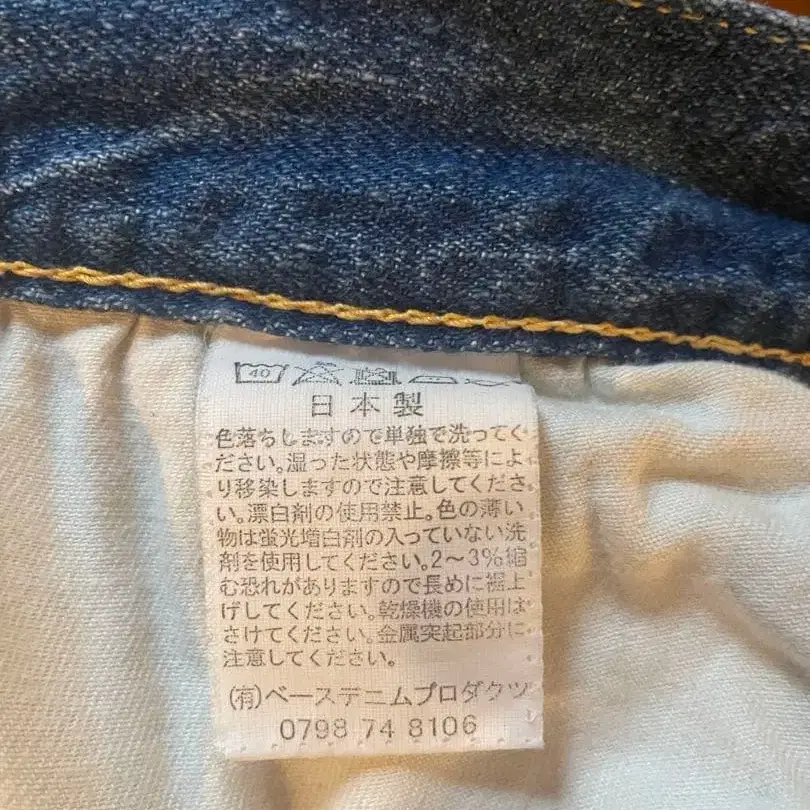 40
日本製
色落ちしますので単独で洗ってく
ださい。湿った状態や摩擦等によ
り移染しますので注意してくださ
い。漂白剤の使用禁止。色の薄い
物は蛍光増白剤の入っていない洗
剤を使用してください。2〜3%縮
む恐れがありますので長めに裾上
げしてください。乾燥機の使用は
さけてください。金属突起部分に
注意してください。
(有)ベースデニムプロダクツ
0798 74 8106